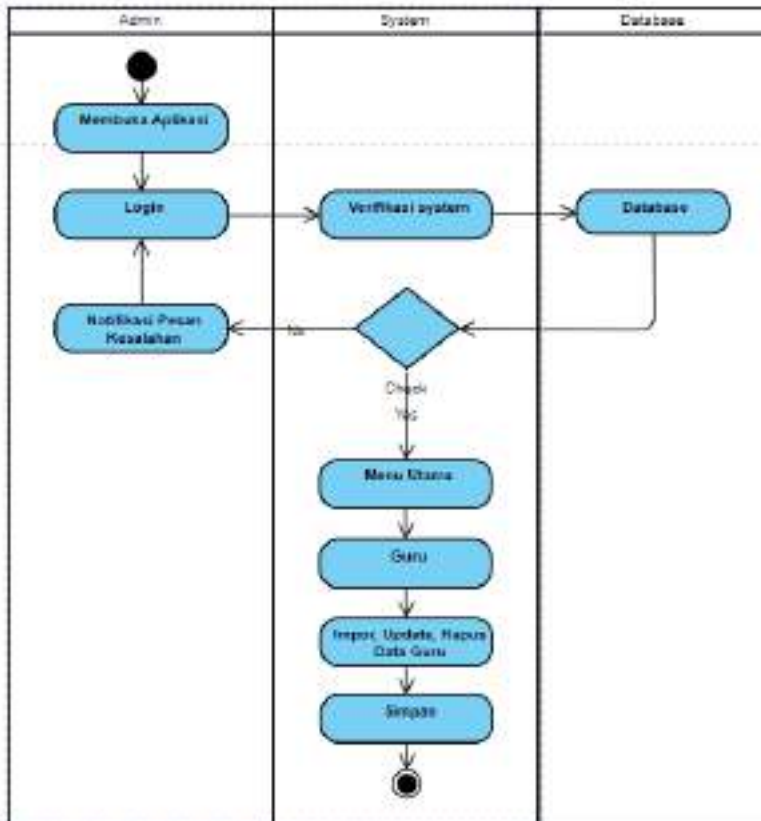 Admin
System
Database
Membuka Aplikasi
Login
Verifikasi system
Database
Notifikasi Pesan
Kesalahan
No
Check
Yes
Menu Utama
Guru
Impor, Update, Hapus
Data Guru
Simpan